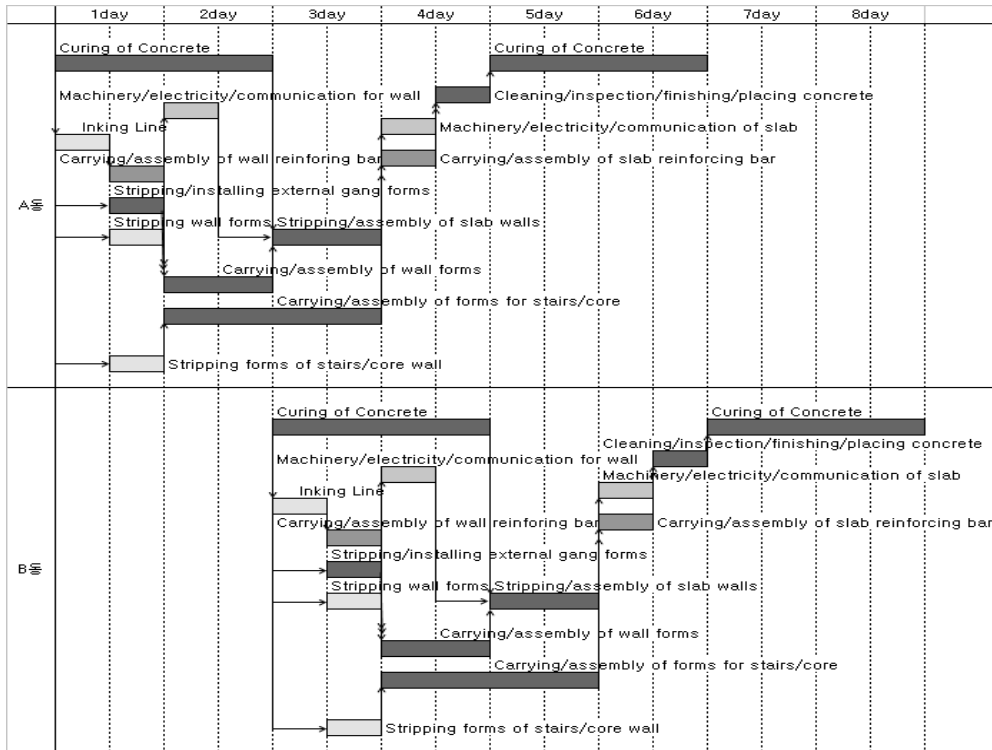 1day 2day 3day 4day 5day 6day 7day 8day
Curing of Concrete Curing of Concrete
Machinery/electricity/communication for wall Cleaning/inspection/finishing/placing concrete
Inking Line Machinery/electricity/communication of slab
Carrying/assembly of wall reinforing bar Carrying/assembly of slab reinforcing bar
Stripping/installing external gang forms
A동
Stripping wall forms Stripping/assembly of slab walls
Carrying/assembly of wall forms
Carrying/assembly of forms for stairs/core
Stripping forms of stairs/core wall
Curing of Concrete Curing of Concrete
Cleaning/inspection/finishing/placing concrete
Machinery/electricity/communication for wall
Machinery/electricity/communication of slab
Inking Line
Carrying/assembly of wall reinforing bar Carrying/assembly of slab reinforcing bar
Stripping/installing external gang forms
B동
Stripping wall forms Stripping/assembly of slab walls
Carrying/assembly of wall forms
Carrying/assembly of forms for stairs/core
Stripping forms of stairs/core wall